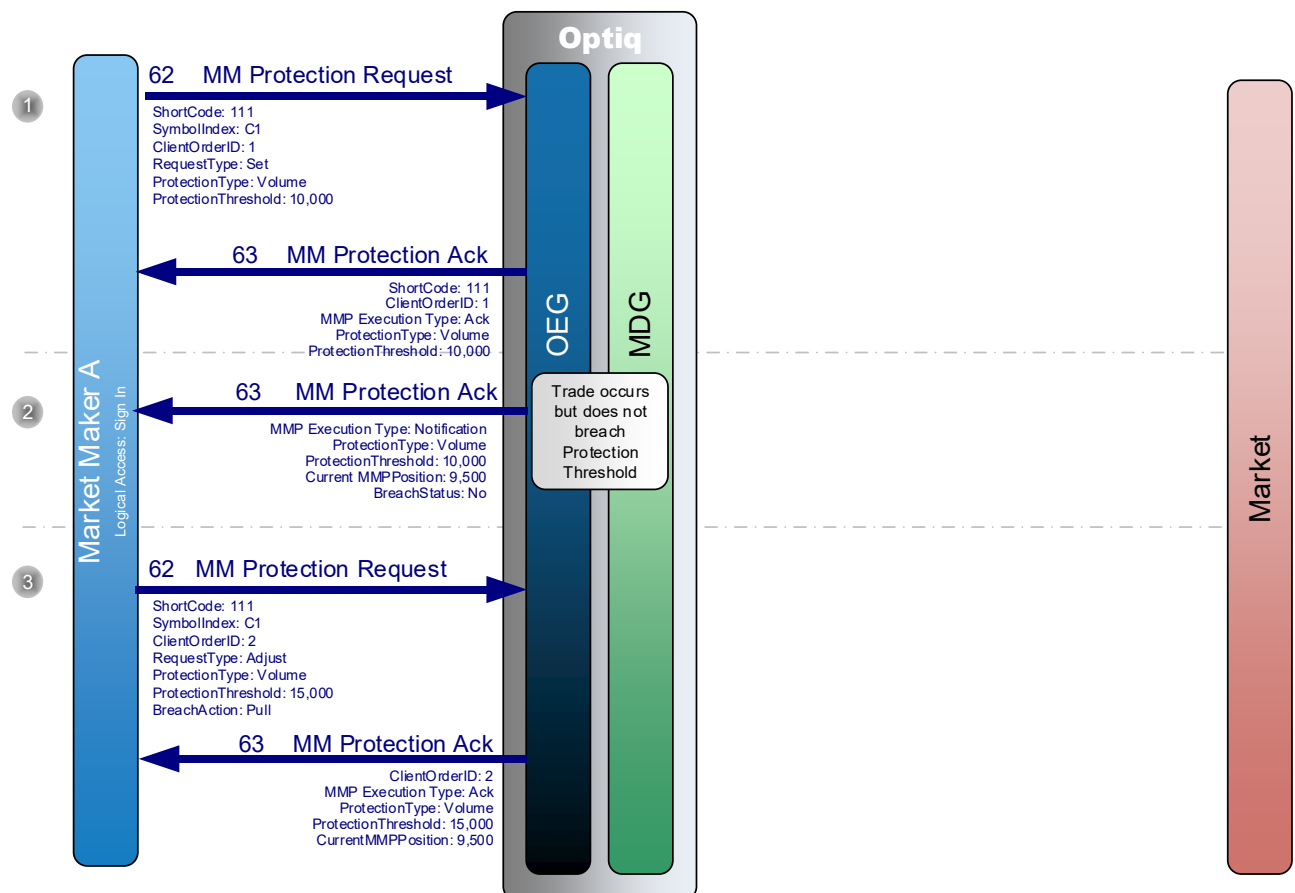 Optiq
1
62 MM Protection Request
ShortCode: 111
SymbolIndex: C1
ClientOrderID: 1
RequestType: Set
ProtectionType: Volume
ProtectionThreshold: 10,000
63 MM Protection Ack
ShortCode: 111
ClientOrderID: 1
MMP Execution Type: Ack
ProtectionType: Volume
ProtectionThreshold: 10,000
OEG
MDG
Market Maker A
Logical Access: Sign In
Market
2
63 MM Protection Ack
MMP Execution Type: Notification
ProtectionType: Volume
ProtectionThreshold: 10,000
Current MMPPosition: 9,500
BreachStatus: No
Trade occurs
but does not
breach
Protection
Threshold
3
62 MM Protection Request
ShortCode: 111
SymbolIndex: C1
ClientOrderID: 2
RequestType: Adjust
ProtectionType: Volume
ProtectionThreshold: 15,000
BreachAction: Pull
63 MM Protection Ack
ClientOrderID: 2
MMP Execution Type: Ack
ProtectionType: Volume
ProtectionThreshold: 15,000
CurrentMMPPosition: 9,500